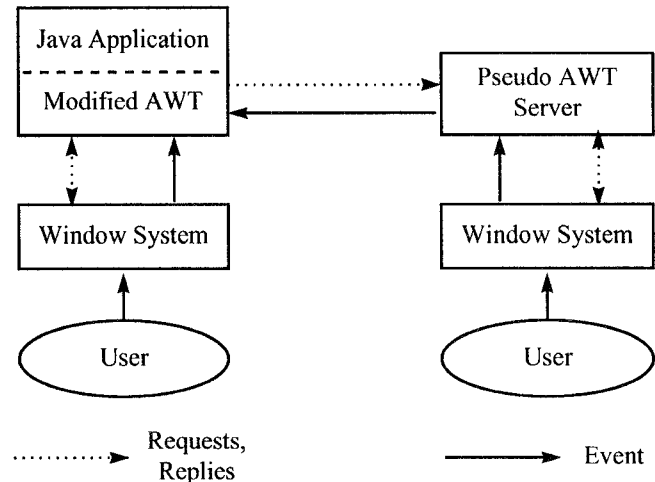 Java Application
Modified AWT
Pseudo AWT
Server
Window System
Window System
User
User
Requests,
Replies
Event